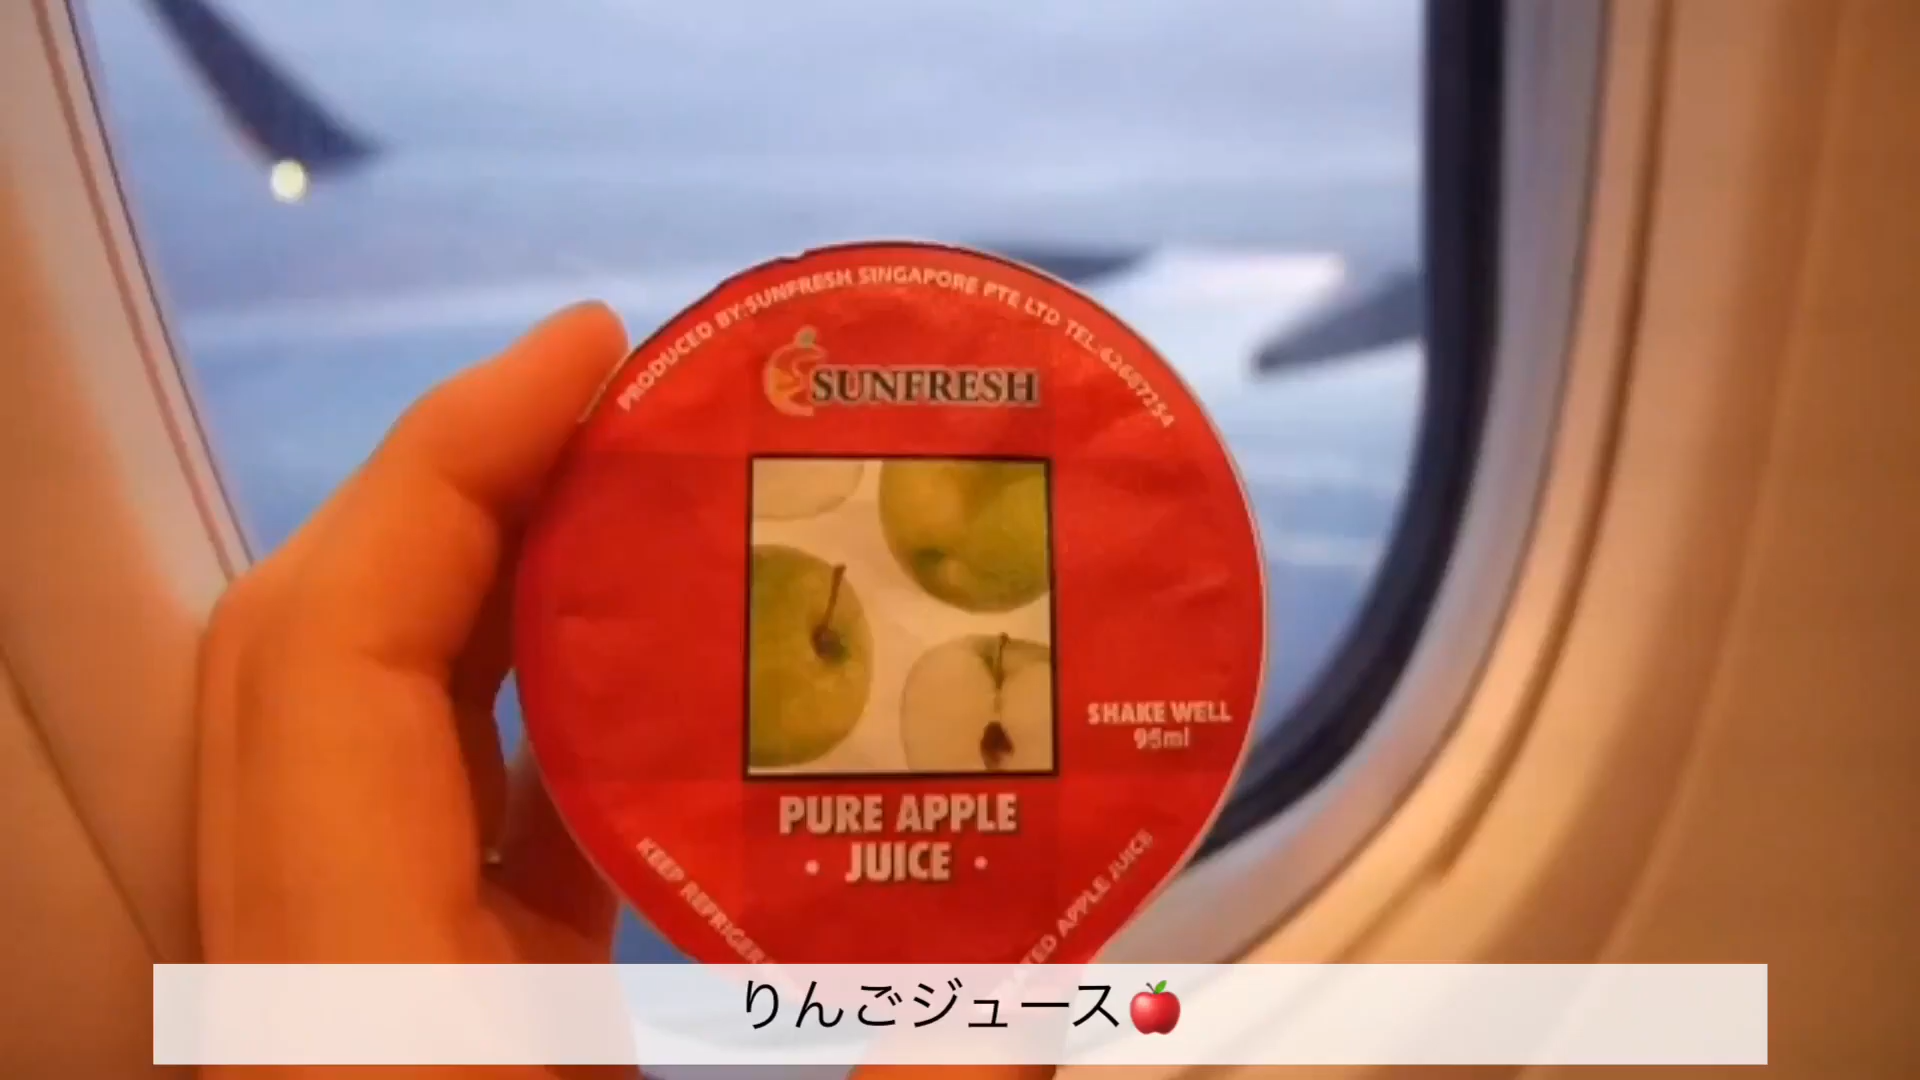 PRODUCED BY:SUNFRESH SINGAPORE PTE LTD TEL:62687254
SUNFRESH
SHAKE WELL
95ml
PURE APPLE
• JUICE •
KEEP
APPLE JUICE
りんごジュース🍎